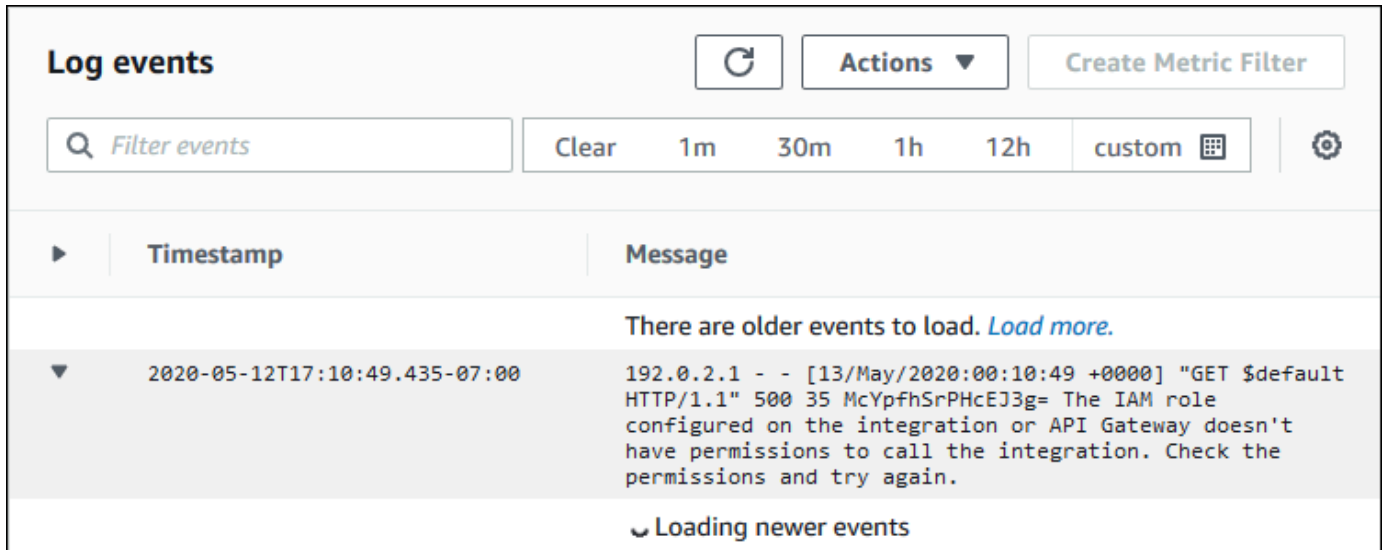 Log events
Actions
Create Metric Filter
Filter events
Clear
1m
30m
1h
12h
custom
Timestamp
Message
There are older events to load. Load more.
2020-05-12T17:10:49.435-07:00
192.0.2.1 - - [13/May/2020:00:10:49 +0000] "GET $default
HTTP/1.1" 500 35 McYpfhSrPHcEJ3g= The IAM role
configured on the integration or API Gateway doesn't
have permissions to call the integration. Check the
permissions and try again.
Loading newer events